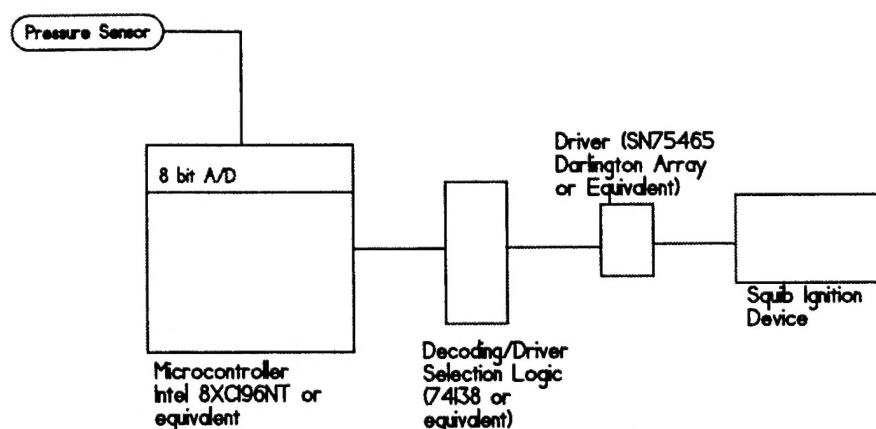 Pressure Sensor
8 bit A/D
Driver (SN75465
Darlington Array
or Equivalent)
Squib Ignition
Device
Decoding/Driver
Selection Logic
(74138 or
equivalent)
Microcontroller
Intel 8XC196NT or
equivalent